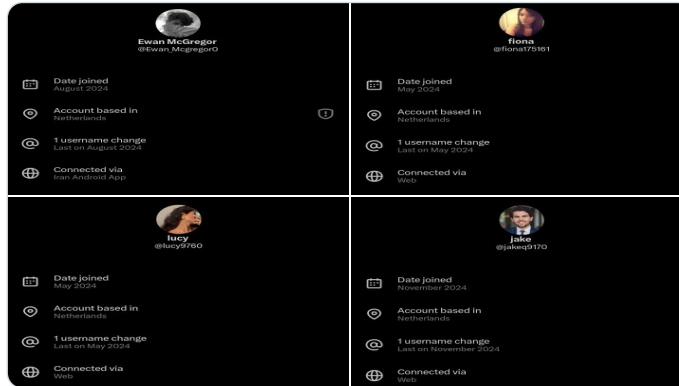 Ewan McGregor
@Ewan_Mcgregor0
Date joined
August 2024
Account based in
Netherlands
1 username change
Last on August 2024
Connected via
Iran Android App
fiona
@fiona175161
Date joined
May 2024
Account based in
Netherlands
1 username change
Last on May 2024
Connected via
Web
lucy
@lucy9760
Date joined
May 2024
Account based in
Netherlands
1 username change
Last on May 2024
Connected via
Web
jake
@jakeq9170
Date joined
November 2024
Account based in
Netherlands
1 username change
Last on November 2024
Connected via
Web